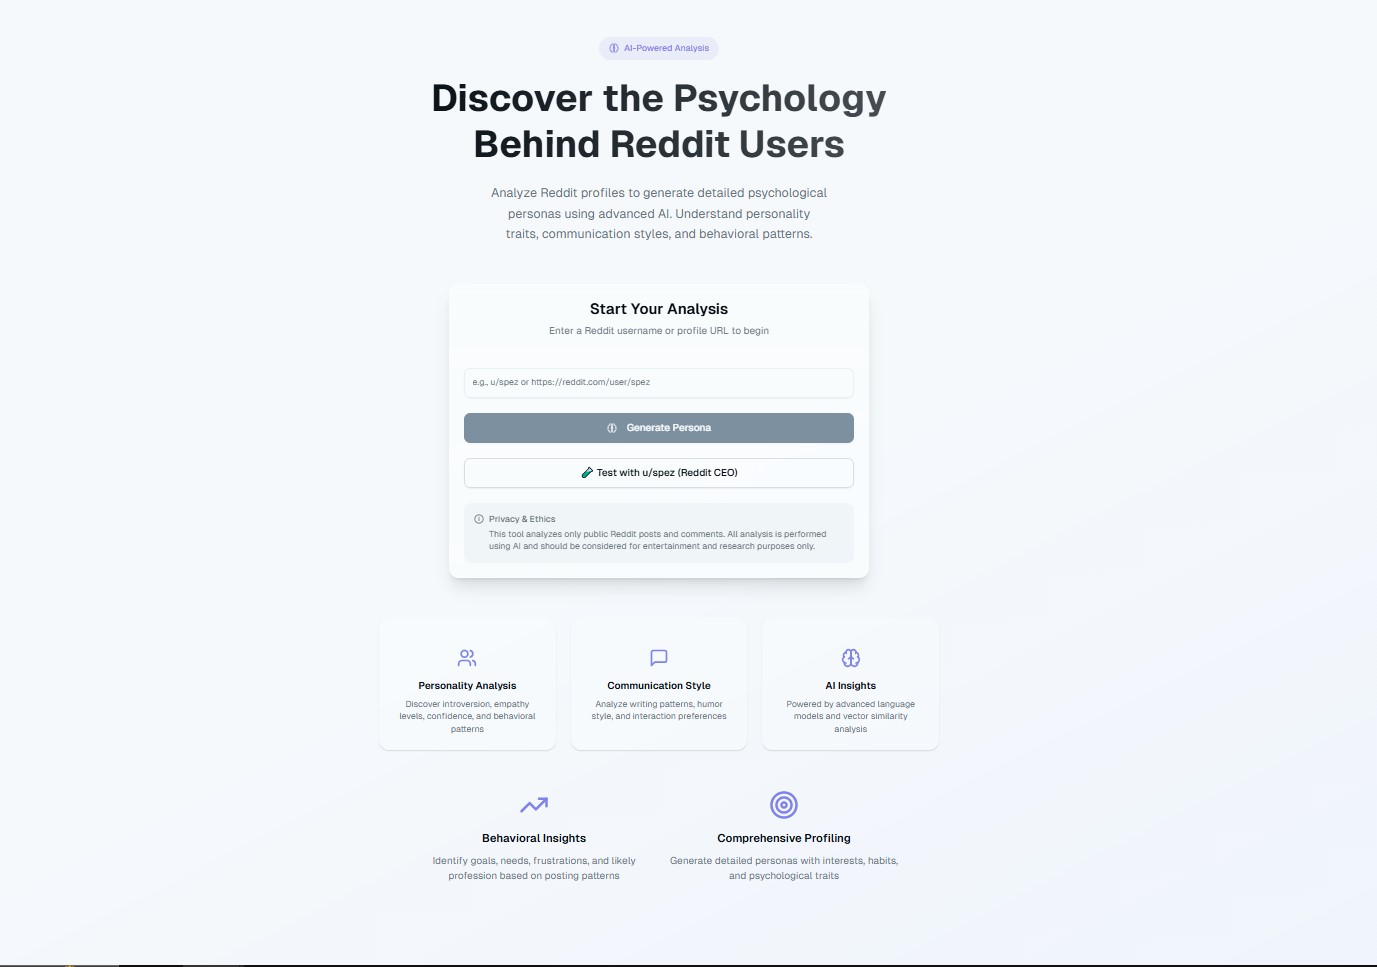 AI-Powered Analysis
Discover the Psychology
Behind Reddit Users
Analyze Reddit profiles to generate detailed psychological
personas using advanced AI. Understand personality
traits, communication styles, and behavioral patterns.
Start Your Analysis
Enter a Reddit username or profile URL to begin
e.g., u/spez or https://reddit.com/user/spez
Generate Persona
Test with u/spez (Reddit CEO)
Privacy & Ethics
This tool analyzes only public Reddit posts and comments. All analysis is performed
using AI and should be considered for entertainment and research purposes only.
Personality Analysis
Discover introversion, empathy
levels, confidence, and behavioral
patterns
Communication Style
Analyze writing patterns, humor
style, and interaction preferences
AI Insights
Powered by advanced language
models and vector similarity
analysis
Behavioral Insights
Identify goals, needs, frustrations, and likely
profession based on posting patterns
Comprehensive Profiling
Generate detailed personas with interests, habits,
and psychological traits